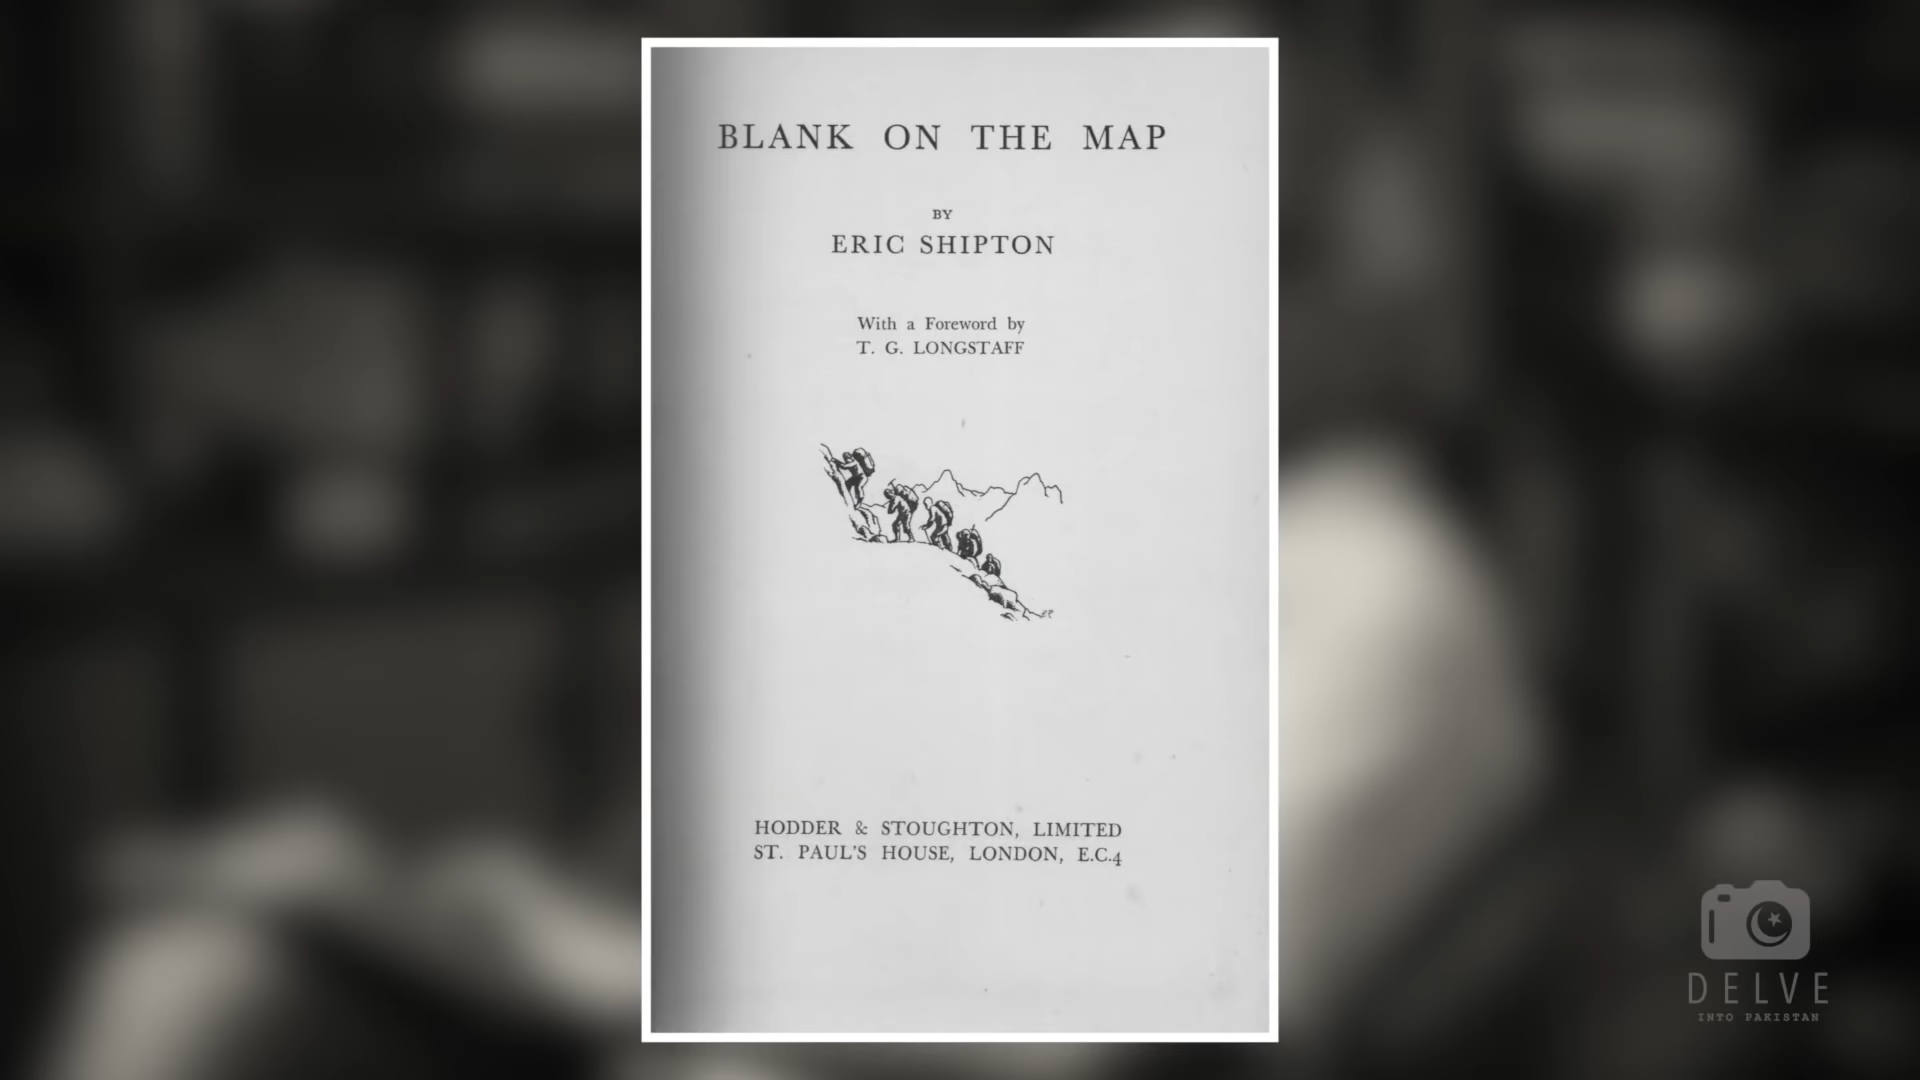 BLANK ON THE MAP
BY
ERIC SHIPTON
With a Foreword by
T. G. LONGSTAFF
HODDER & STOUGHTON, LIMITED
ST. PAUL'S HOUSE, LONDON, E.C.4
DELVE
INTO PAKISTAN